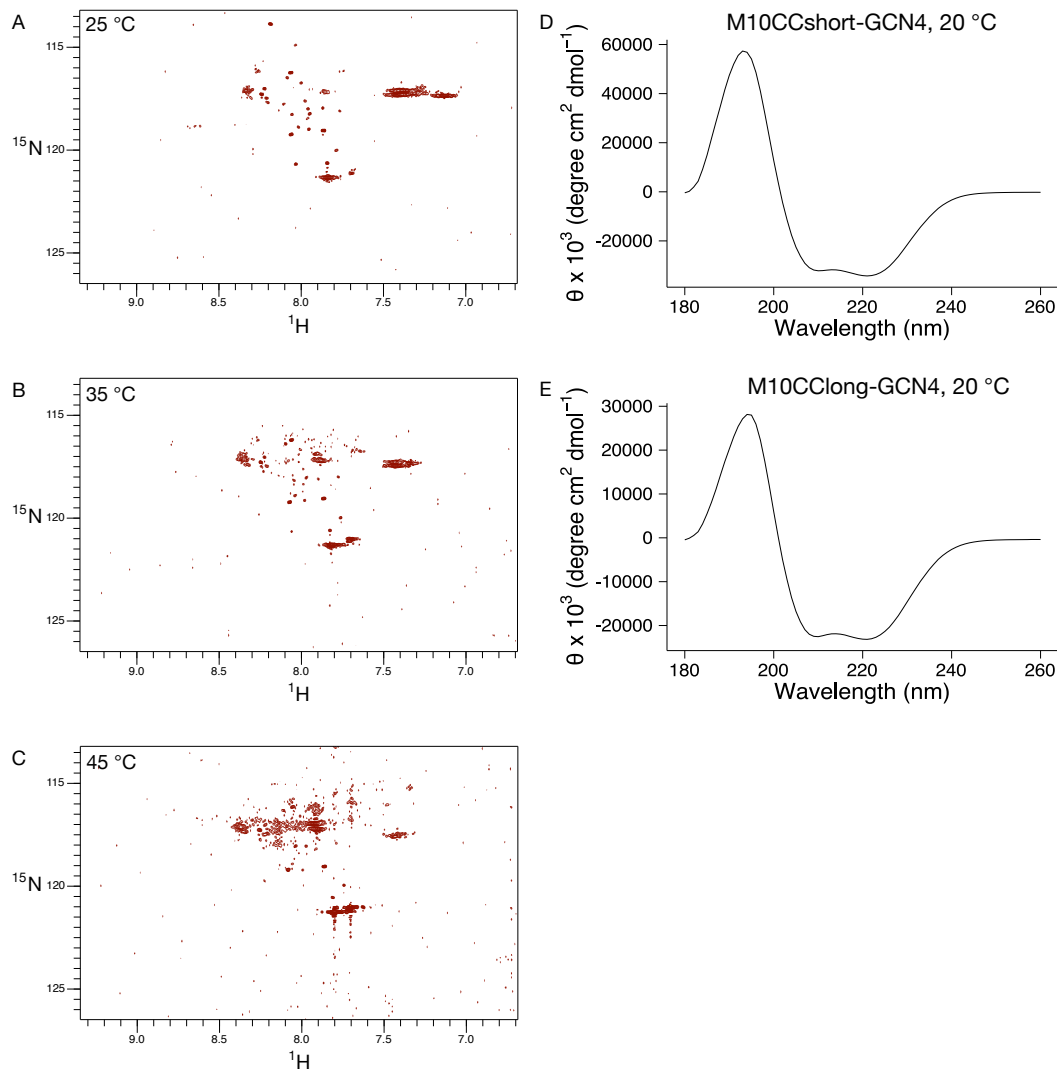 A
25 °C
115
¹⁵N 120
125
9.0 8.5 8.0 7.5 7.0
¹H
B
35 °C
115
¹⁵N 120
125
9.0 8.5 8.0 7.5 7.0
¹H
C
45 °C
115
¹⁵N 120
125
9.0 8.5 8.0 7.5 7.0
¹H
D
M10CCshort-GCN4, 20 °C
θ x 10³ (degree cm² dmol⁻¹)
60000
40000
20000
0
-20000
180 200 220 240 260
Wavelength (nm)
E
M10CClong-GCN4, 20 °C
θ x 10³ (degree cm² dmol⁻¹)
30000
20000
10000
0
-10000
-20000
180 200 220 240 260
Wavelength (nm)